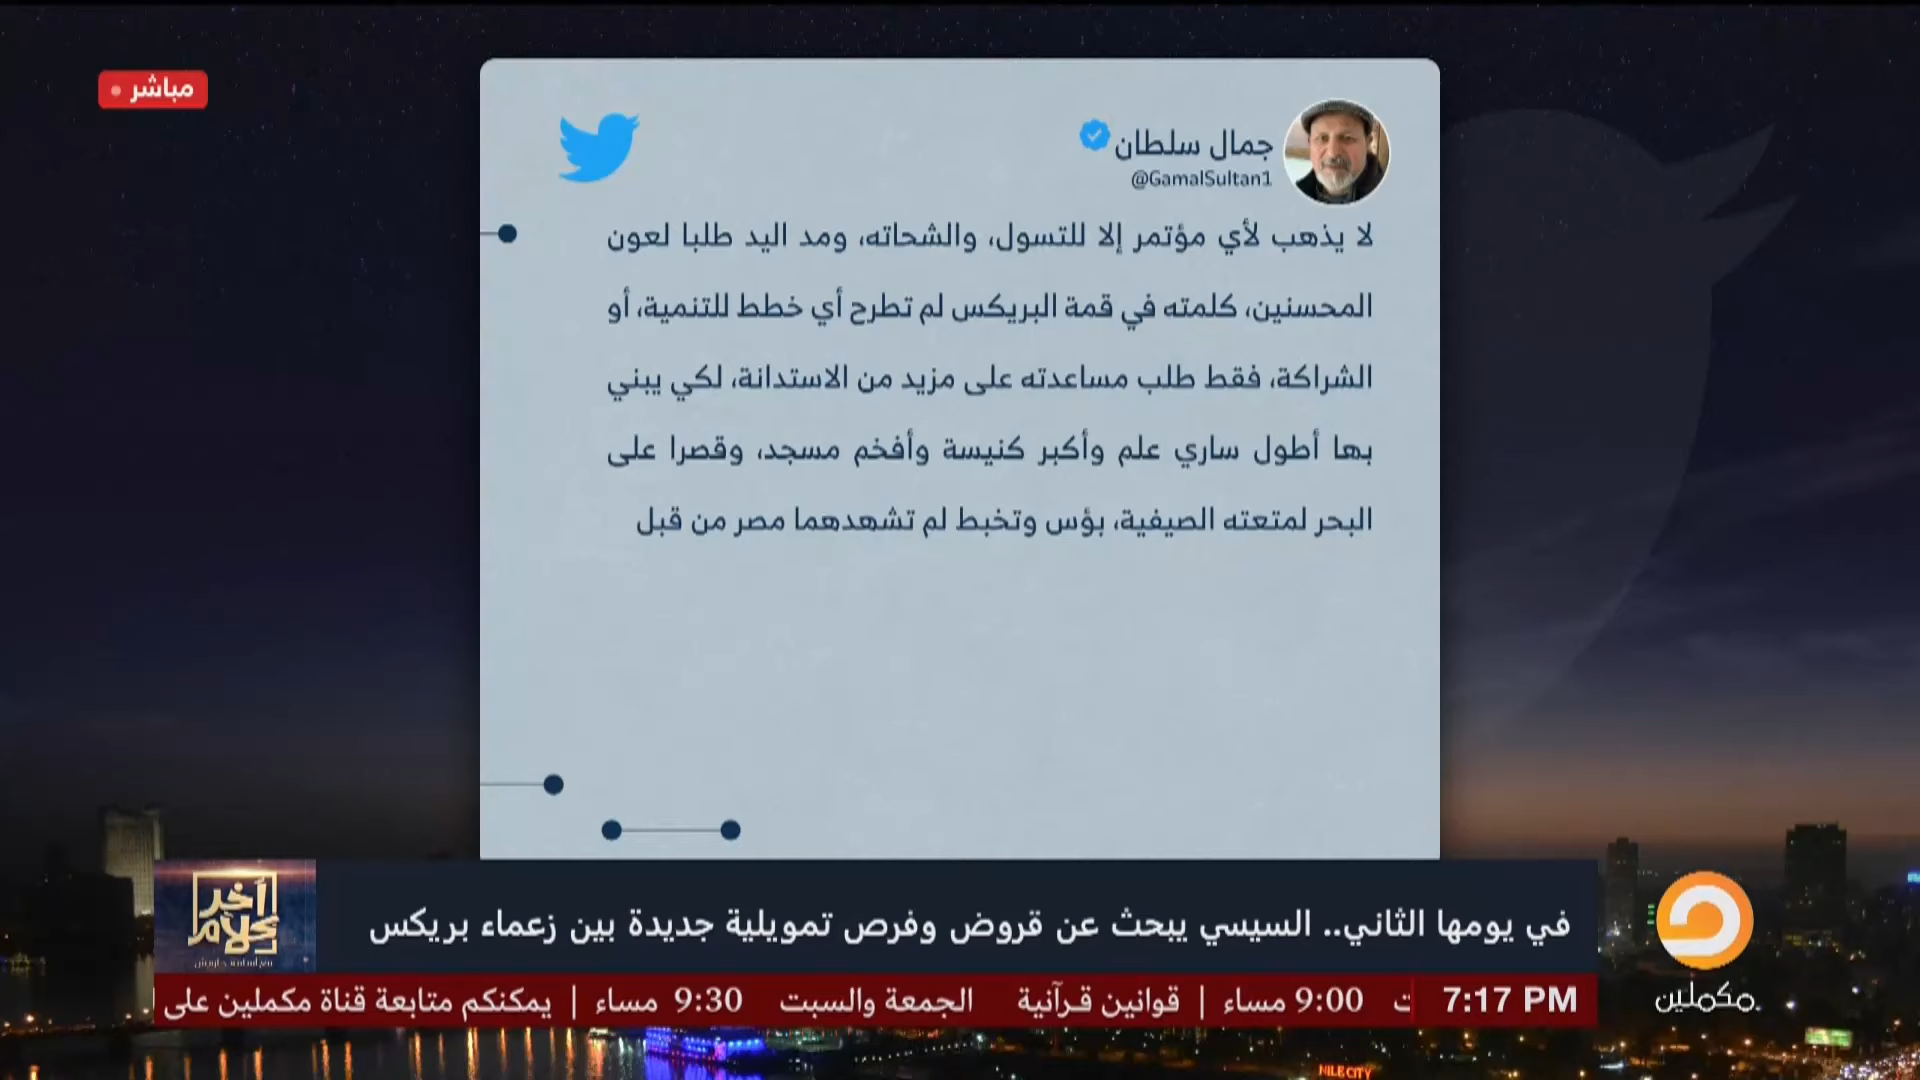 مباشر
جمال سلطان
@GamalSultan1
لا يذهب لأي مؤتمر إلا للتسول، والشحاته، ومد اليد طلبا لعون
المحسنين، كلمته في قمة البريكس لم تطرح أي خطط للتنمية، أو
الشراكة، فقط طلب مساعدته على مزيد من الاستدانة، لكي يبني
بها أطول ساري علم وأكبر كنيسة وأفخم مسجد، وقصرا على
البحر لمتعته الصيفية، بؤس وتخبط لم تشهدهما مصر من قبل
أخر
كلام
في يومها الثاني.. السيسي يبحث عن قروض وفرص تمويلية جديدة بين زعماء بريكس
7:17 PM
9:00 مساء | قوانين قرآنية الجمعة والسبت 9:30 مساء | يمكنكم متابعة قناة مكملين على
مكملين
NILE CITY